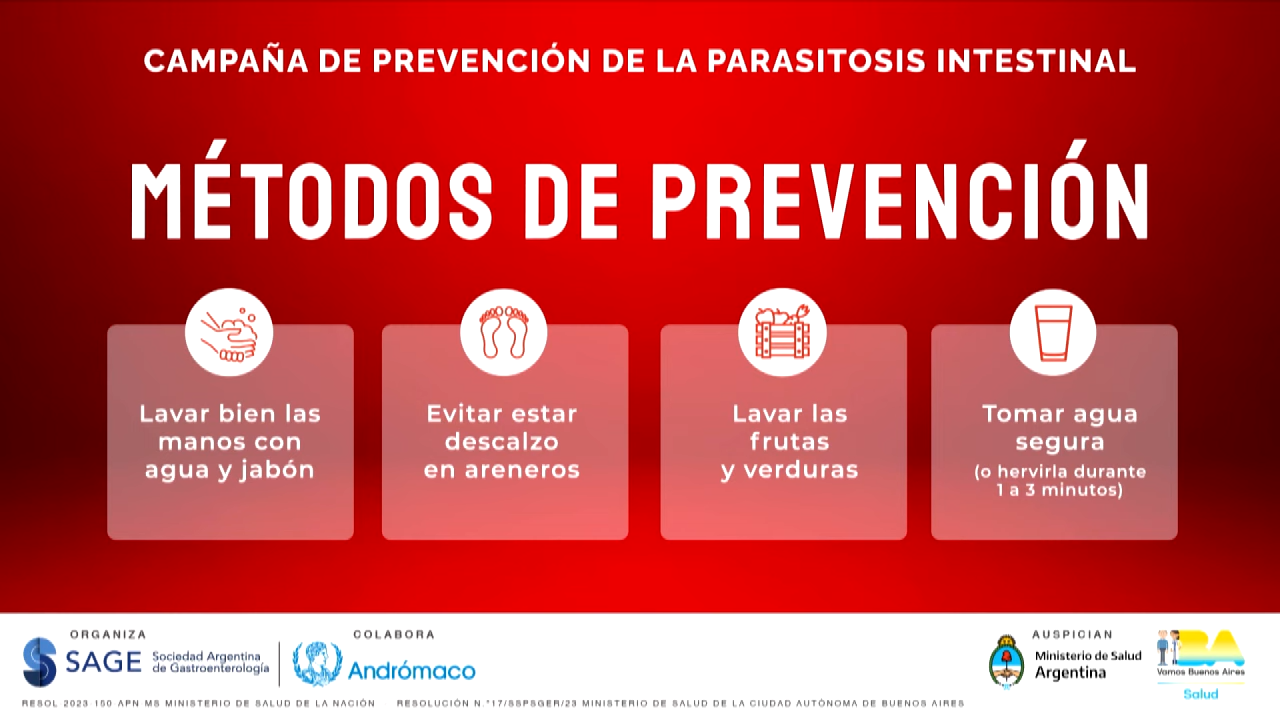 CAMPAÑA DE PREVENCIÓN DE LA PARASITOSIS INTESTINAL
MÉTODOS DE PREVENCIÓN
Lavar bien las
manos con
agua y jabón
Evitar estar
descalzo
en areneros
Lavar las
frutas
y verduras
Tomar agua
segura
(o hervirla durante
1 a 3 minutos)
ORGANIZA
SAGE
Sociedad Argentina
de Gastroenterología
COLABORA
Andrómaco
AUSPICIAN
Ministerio de Salud
Argentina
BA
Vamos Buenos Aires
Salud
RESOL 2023 150 APN MS MINISTERIO DE SALUD DE LA NACIÓN
RESOLUCIÓN N.°17/SSPSGER/23 MINISTERIO DE SALUD DE LA CIUDAD AUTÓNOMA DE BUENOS AIRES